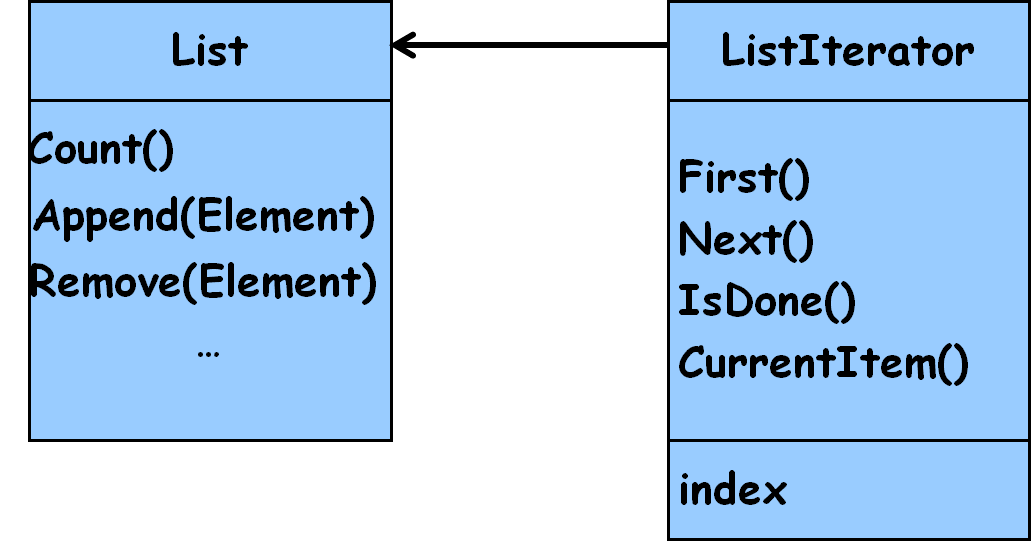 List
Count()
Append(Element)
Remove(Element)
...
ListIterator
First()
Next()
IsDone()
CurrentItem()
index